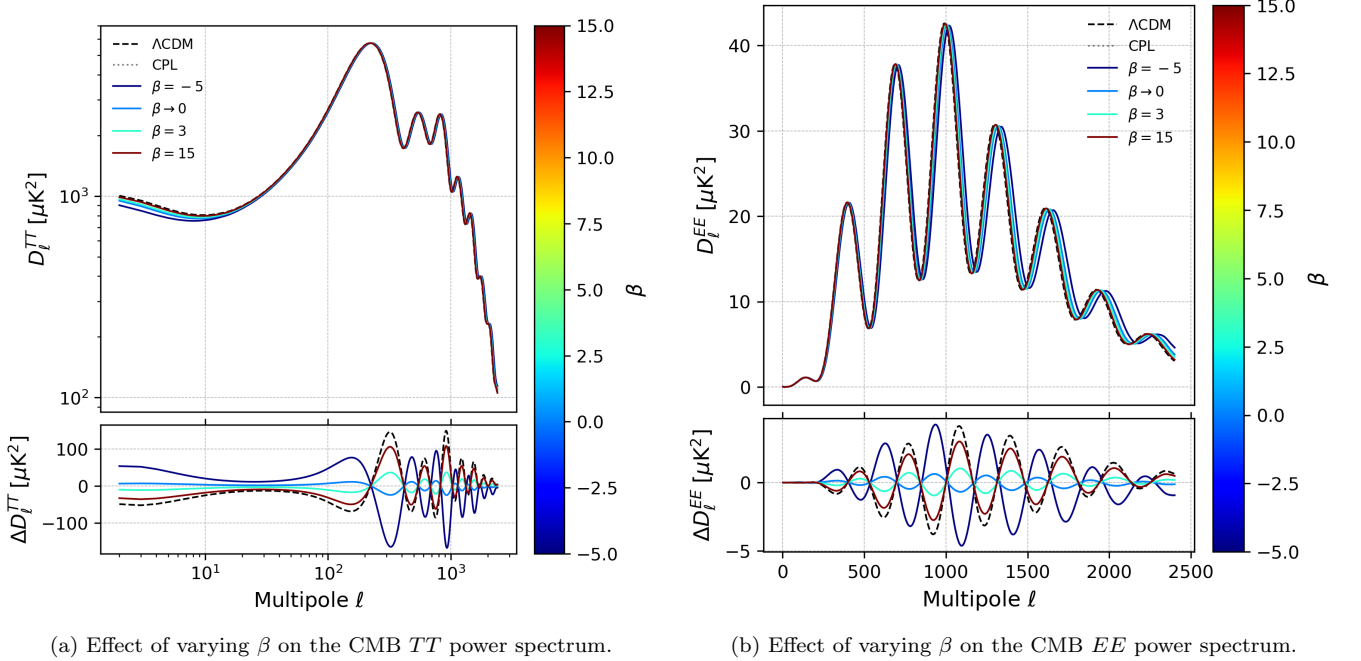 ΛCDM
CPL
β = −5
β → 0
β = 3
β = 15
10³
10²
D_ℓ^{TT} [μK²]
100
0
−100
ΔD_ℓ^{TT} [μK²]
10¹ 10² 10³
Multipole ℓ
15.0
12.5
10.0
7.5
5.0
2.5
0.0
−2.5
−5.0
β
(a) Effect of varying β on the CMB TT power spectrum.
ΛCDM
CPL
β = −5
β → 0
β = 3
β = 15
40
30
20
10
0
D_ℓ^{EE} [μK²]
0
−5
ΔD_ℓ^{EE} [μK²]
0 500 1000 1500 2000 2500
Multipole ℓ
15.0
12.5
10.0
7.5
5.0
2.5
0.0
−2.5
−5.0
β
(b) Effect of varying β on the CMB EE power spectrum.